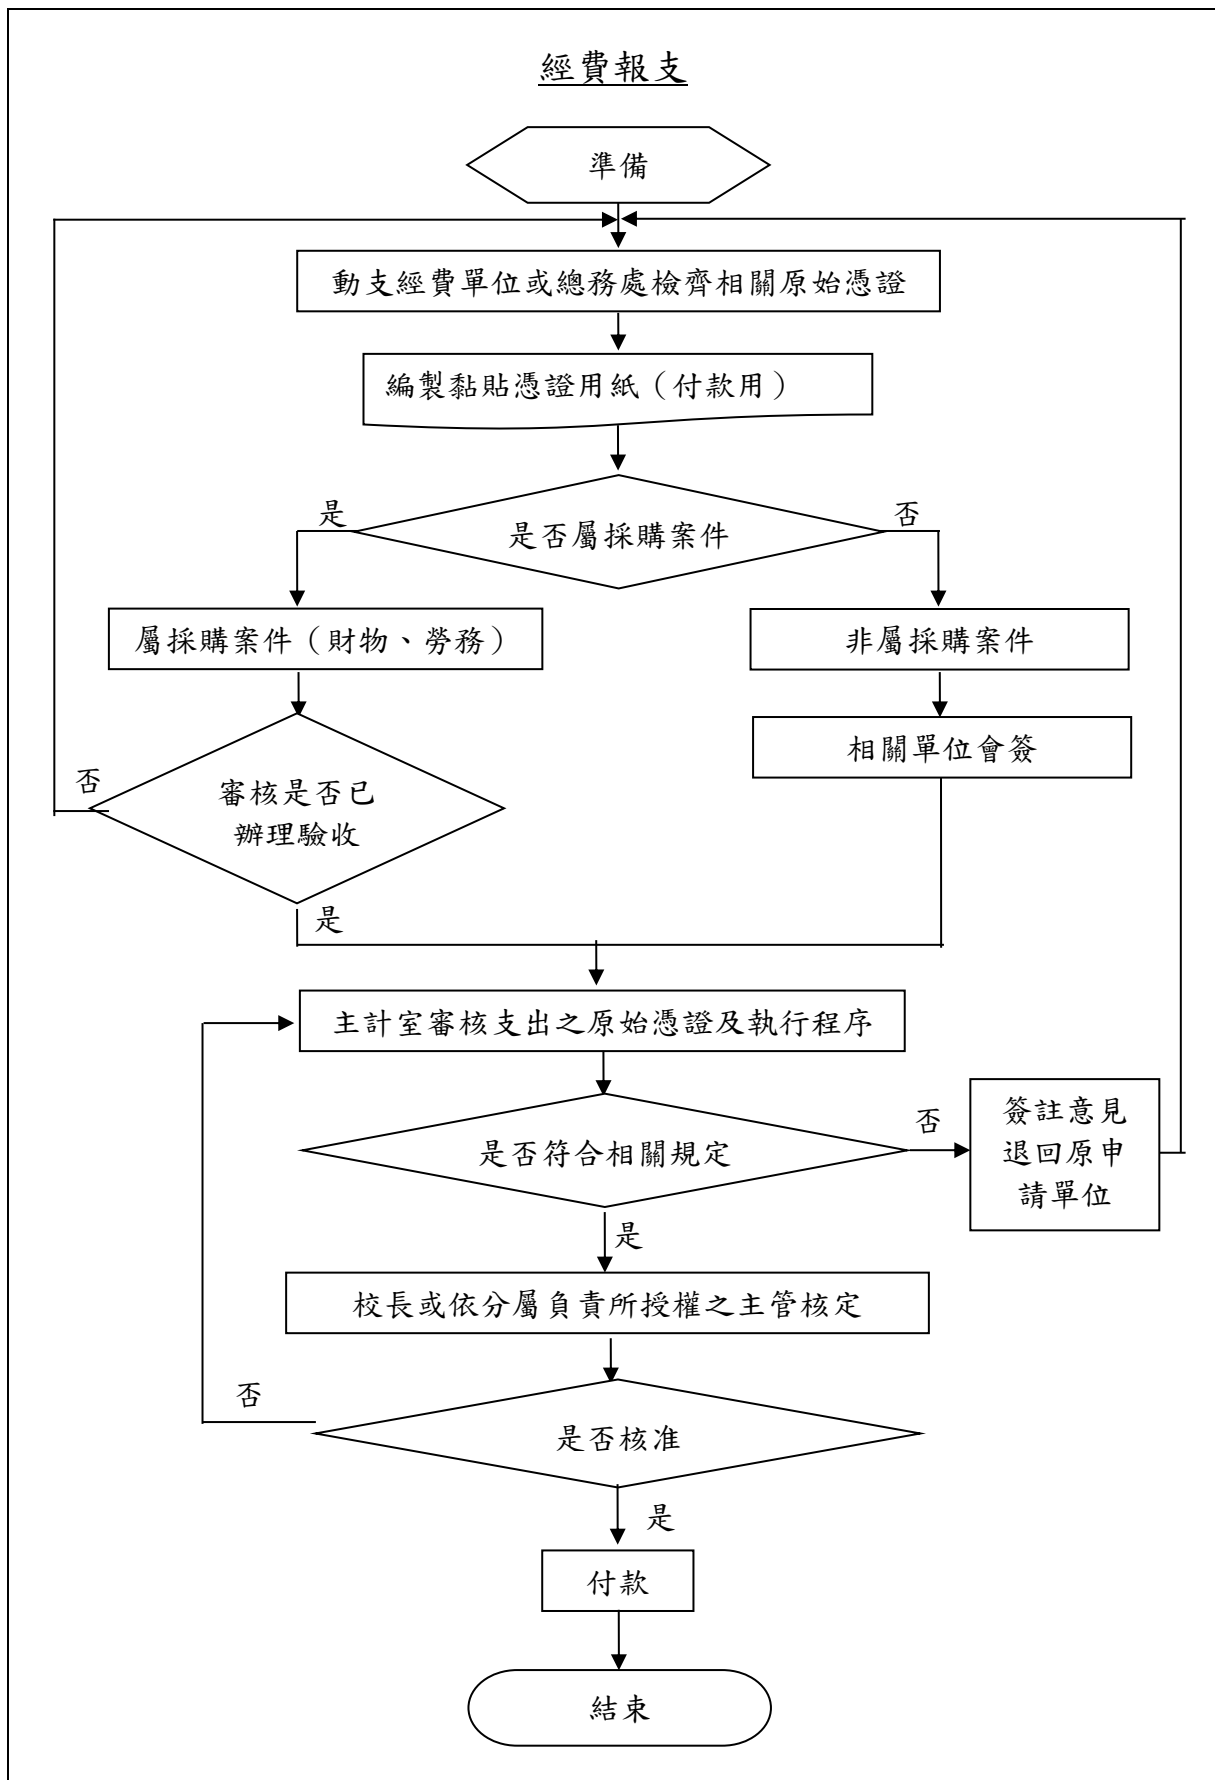 經費報支
準備
動支經費單位或總務處檢齊相關原始憑證
編製黏貼憑證用紙（付款用）
是否屬採購案件
是
否
屬採購案件（財物、勞務）
非屬採購案件
相關單位會簽
審核是否已
辦理驗收
否
是
主計室審核支出之原始憑證及執行程序
是否符合相關規定
否
簽註意見
退回原申
請單位
是
校長或依分屬負責所授權之主管核定
是否核准
否
是
付款
結束